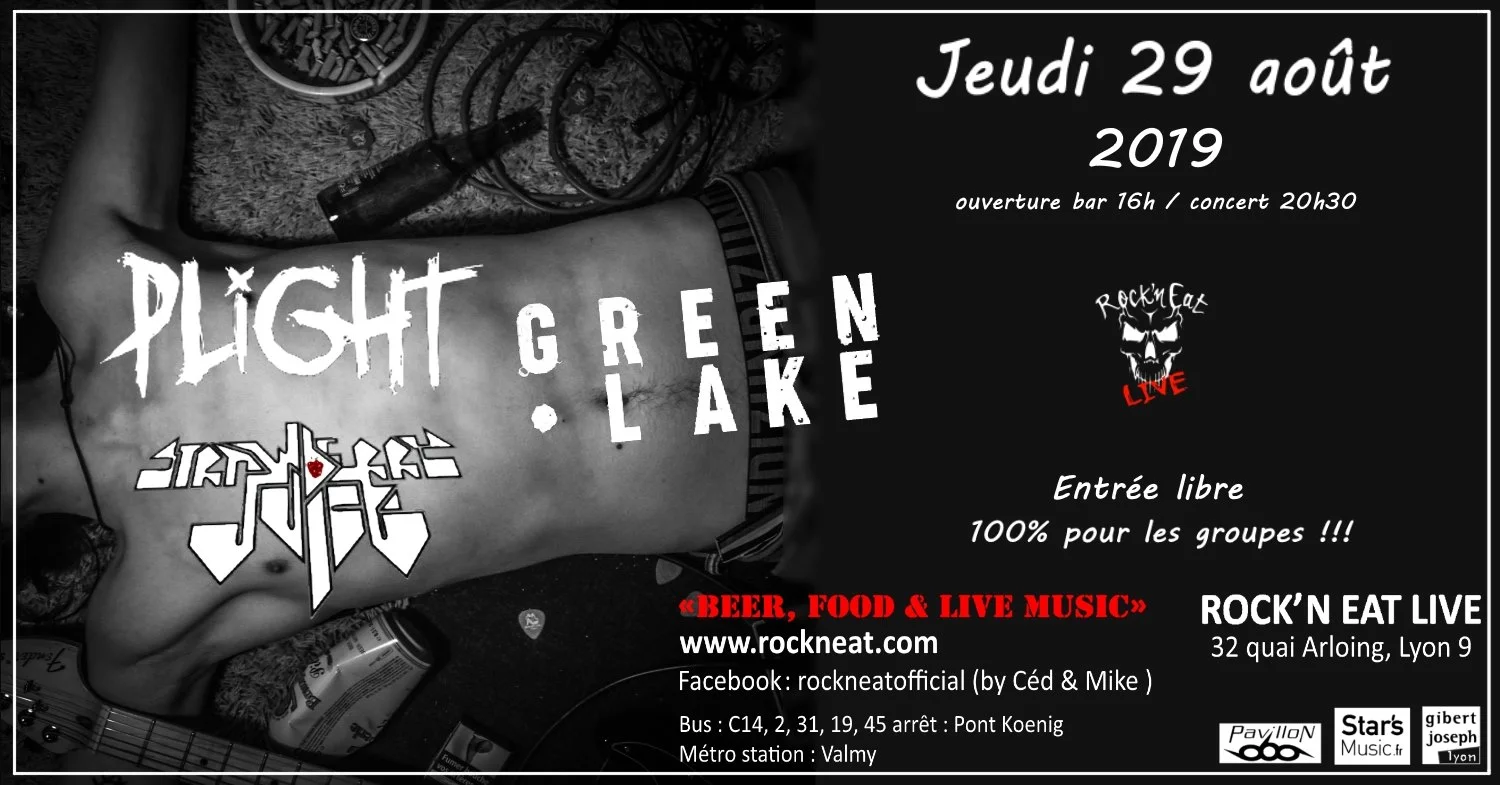 Jeudi 29 août
2019
ouverture bar 16h / concert 20h30
PLiGHT
GREEN
LAKE
STRAWBERRY
JUICE
Rock'n Eat
LIVE
Entrée libre
100% pour les groupes !!!
«BEER, FOOD & LIVE MUSIC»
www.rockneat.com
Facebook: rockneatofficial (by Céd & Mike )
Bus : C14, 2, 31, 19, 45 arrêt : Pont Koenig
Métro station : Valmy
ROCK'N EAT LIVE
32 quai Arloing, Lyon 9
PAVILLON
Star's
Music.fr
gibert
joseph
lyon
Fender